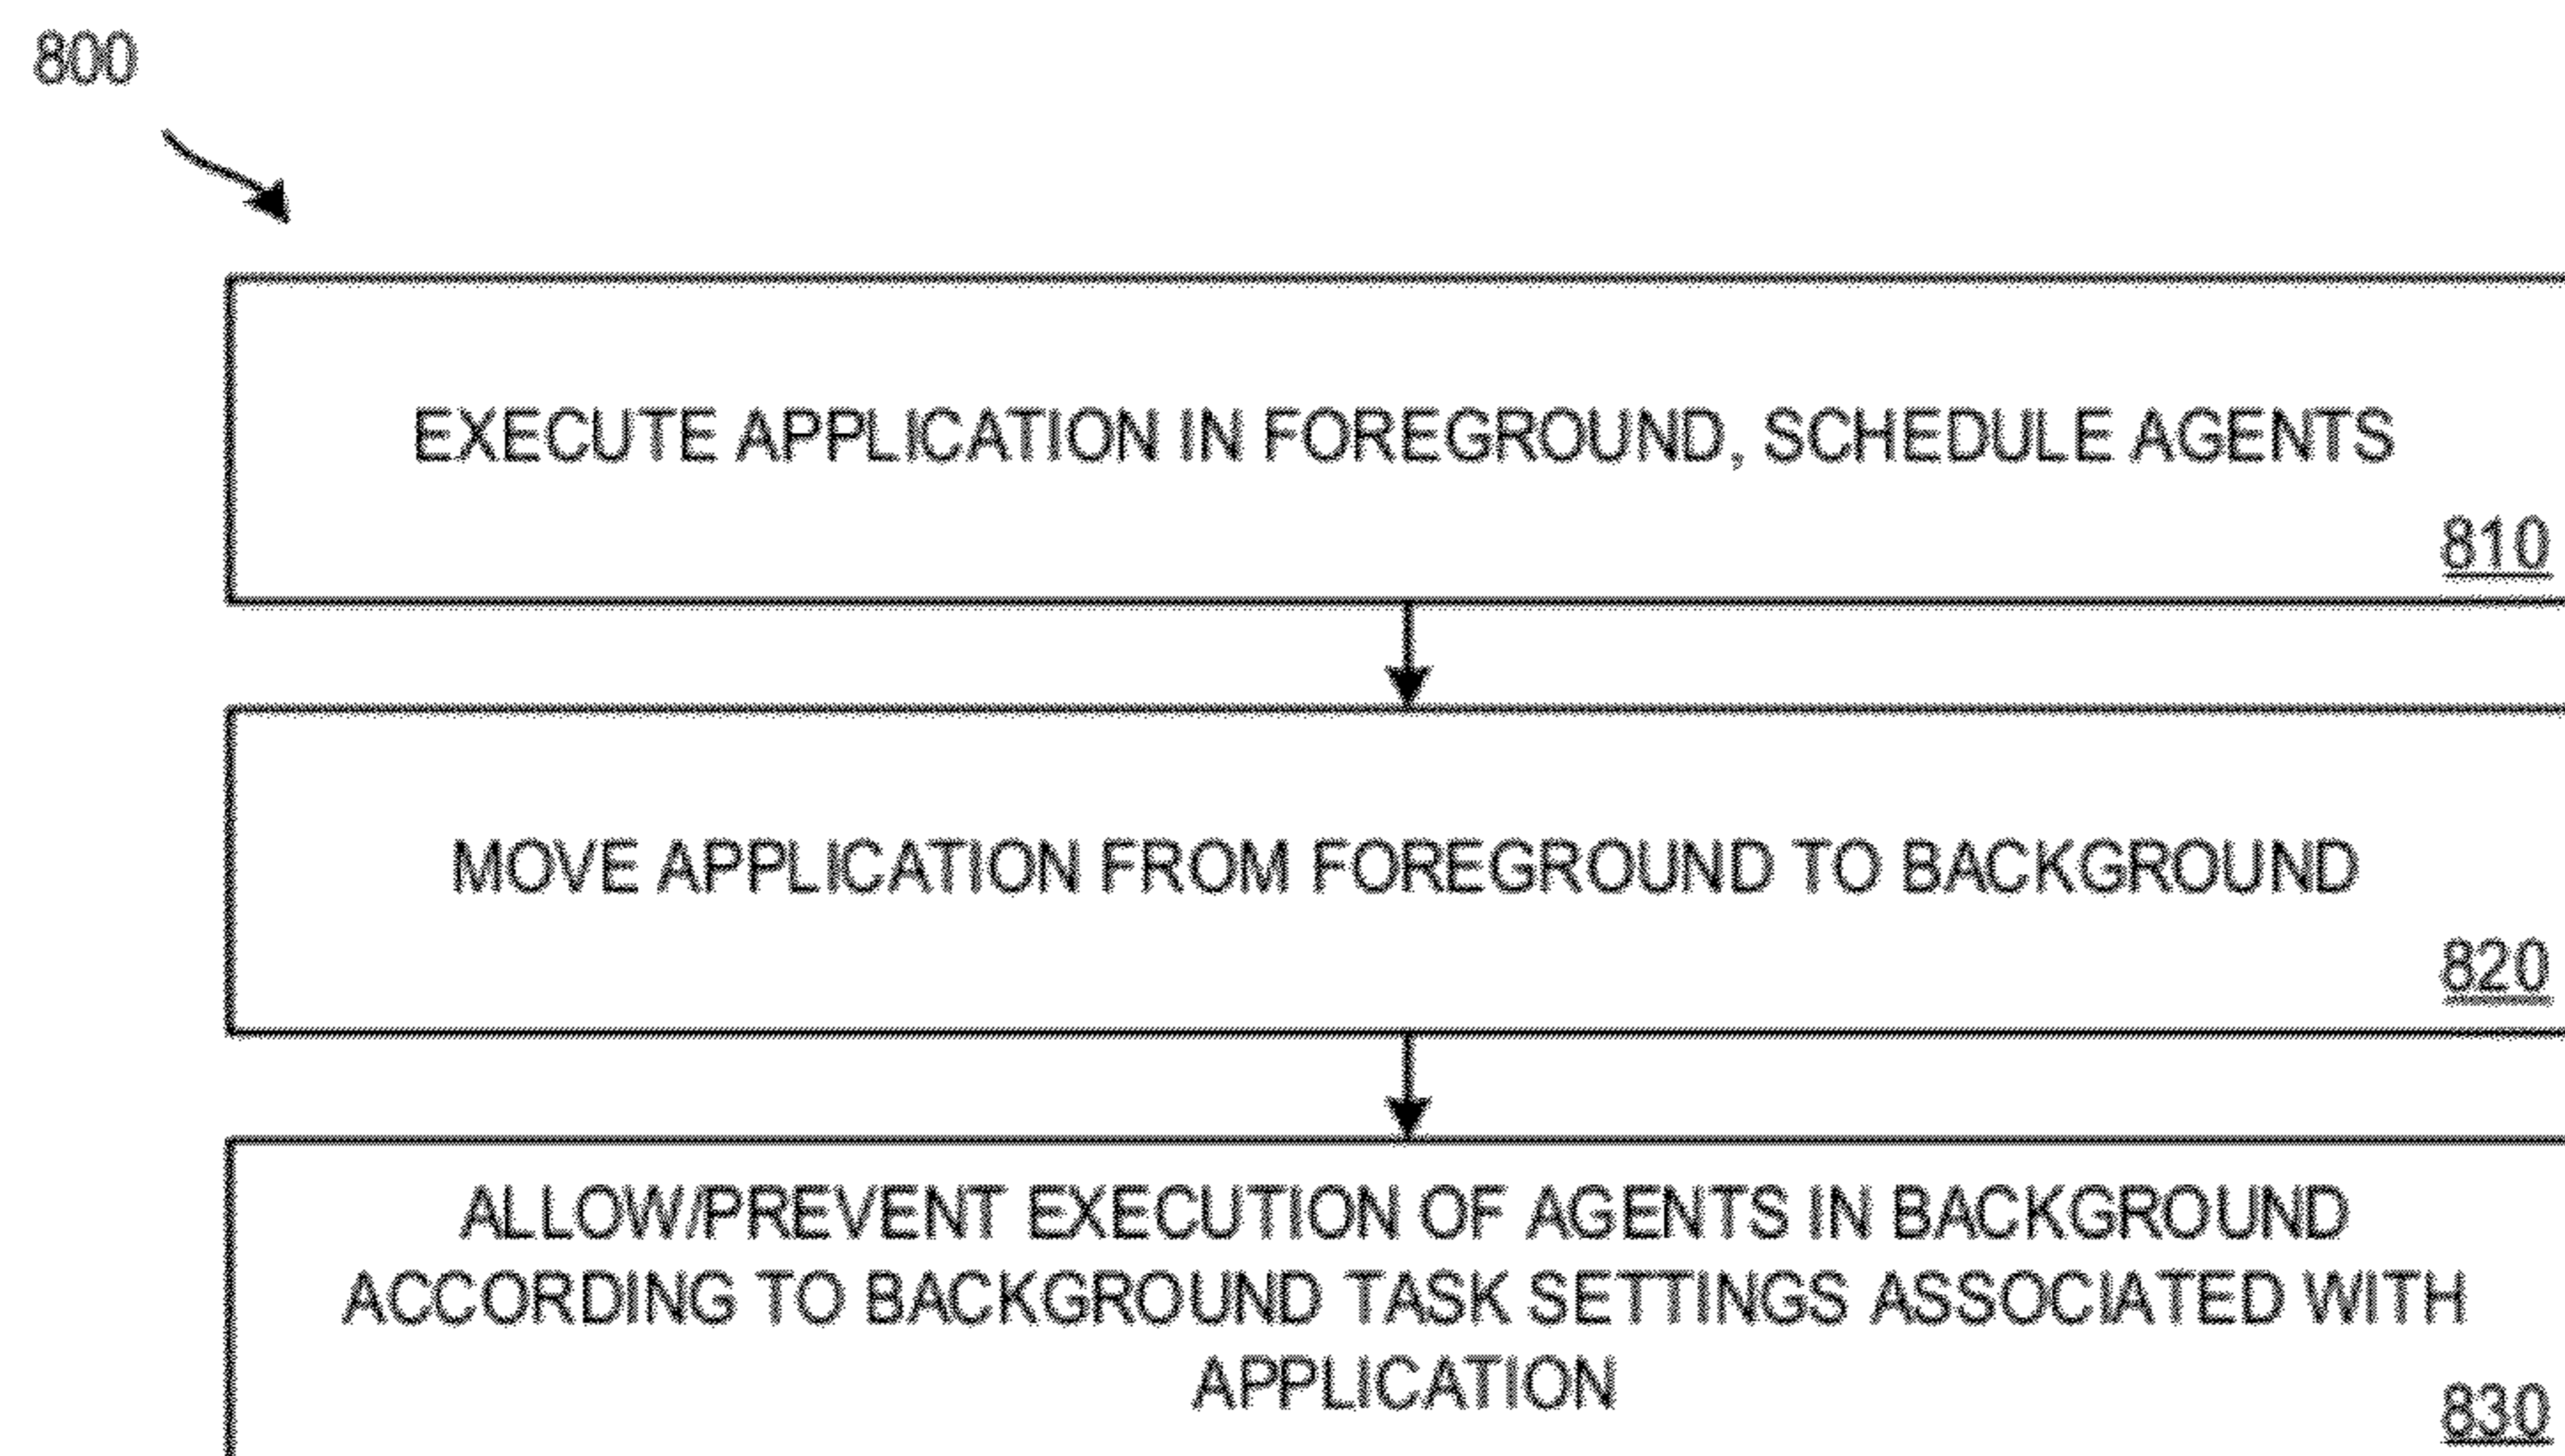 800
EXECUTE APPLICATION IN FOREGROUND, SCHEDULE AGENTS
810
MOVE APPLICATION FROM FOREGROUND TO BACKGROUND
820
ALLOW/PREVENT EXECUTION OF AGENTS IN BACKGROUND
ACCORDING TO BACKGROUND TASK SETTINGS ASSOCIATED WITH
APPLICATION
830